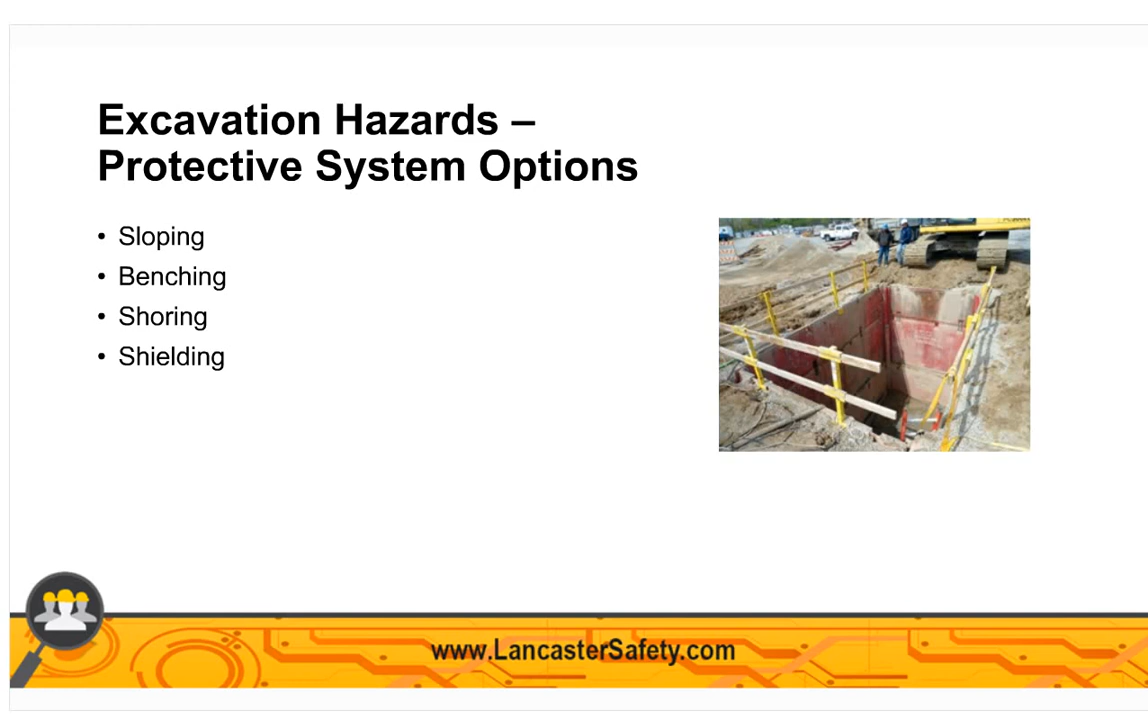 Excavation Hazards –
Protective System Options
• Sloping
• Benching
• Shoring
• Shielding
www.LancasterSafety.com